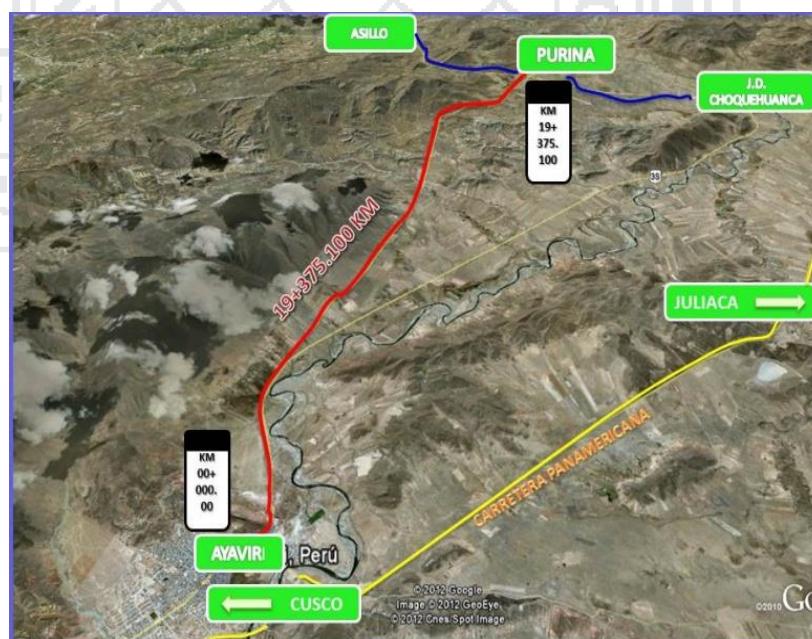 ASILLO
PURINA
J.D.
CHOQUEHUANCA
KM
19+
375.
100
3S
19+375.100 KM
JULIACA
CARRETERA PANAMERICANA
KM
00+
000.
00
AYAVIRI
, Perú
CUSCO
© 2012 Google
Image © 2012 GeoEye
© 2012 Cnes/Spot Image
©2010
Go